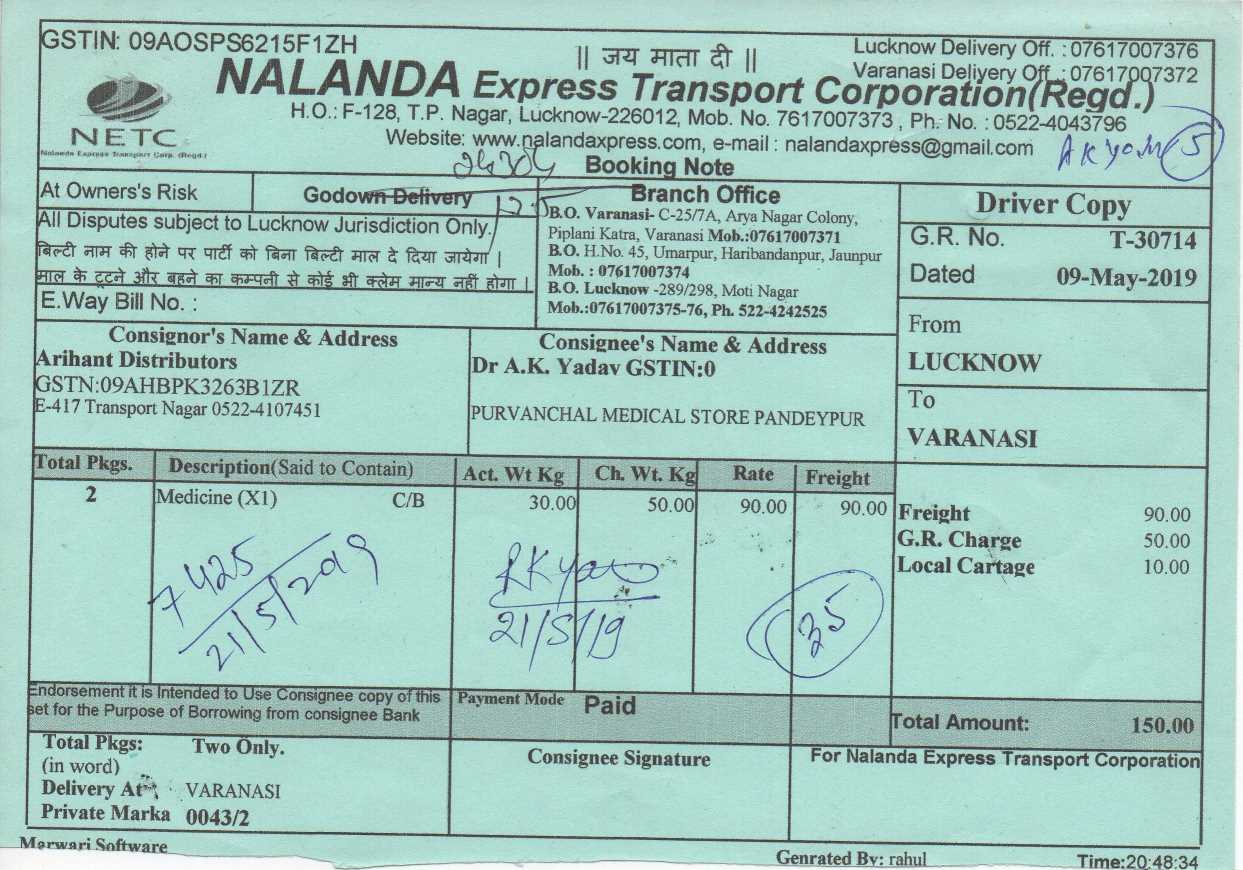 GSTIN: 09AOSPS6215F1ZH
|| जय माता दी ||
Lucknow Delivery Off. : 07617007376
Varanasi Delivery Off. : 07617007372
NALANDA Express Transport Corporation(Regd.)
NETC
Nalanda Express Transport Corp. (Regd.)
H.O.: F-128, T.P. Nagar, Lucknow-226012, Mob. No. 7617007373 , Ph. No. : 0522-4043796
Website: www.nalandaxpress.com, e-mail : nalandaxpress@gmail.com
5
Booking Note
At Owners's Risk
Godown Delivery
All Disputes subject to Lucknow Jurisdiction Only.
बिल्टी नाम की होने पर पार्टी को बिना बिल्टी माल दे दिया जायेगा |
माल के टूटने और बहने का कम्पनी से कोई भी क्लेम मान्य नहीं होगा |
E.Way Bill No. :
Branch Office
B.O. Varanasi- C-25/7A, Arya Nagar Colony,
Piplani Katra, Varanasi Mob.:07617007371
B.O. H.No. 45, Umarpur, Haribandanpur, Jaunpur
Mob. : 07617007374
B.O. Lucknow -289/298, Moti Nagar
Mob.:07617007375-76, Ph. 522-4242525
Driver Copy
G.R. No. T-30714
Dated 09-May-2019
From
LUCKNOW
To
VARANASI
Consignor's Name & Address
Arihant Distributors
GSTN:09AHBPK3263B1ZR
E-417 Transport Nagar 0522-4107451
Consignee's Name & Address
Dr A.K. Yadav GSTIN:0
PURVANCHAL MEDICAL STORE PANDEYPUR
Total Pkgs. Description(Said to Contain) Act. Wt Kg Ch. Wt. Kg Rate Freight
2 Medicine (X1) C/B 30.00 50.00 90.00 90.00
Freight 90.00
G.R. Charge 50.00
Local Cartage 10.00
7425
21/5/2019
21/5/19
35
Endorsement it is Intended to Use Consignee copy of this
set for the Purpose of Borrowing from consignee Bank
Payment Mode Paid
Total Amount: 150.00
Total Pkgs: Two Only.
(in word)
Delivery At VARANASI
Private Marka 0043/2
Consignee Signature
For Nalanda Express Transport Corporation
Marwari Software
Genrated By: rahul
Time:20:48:34